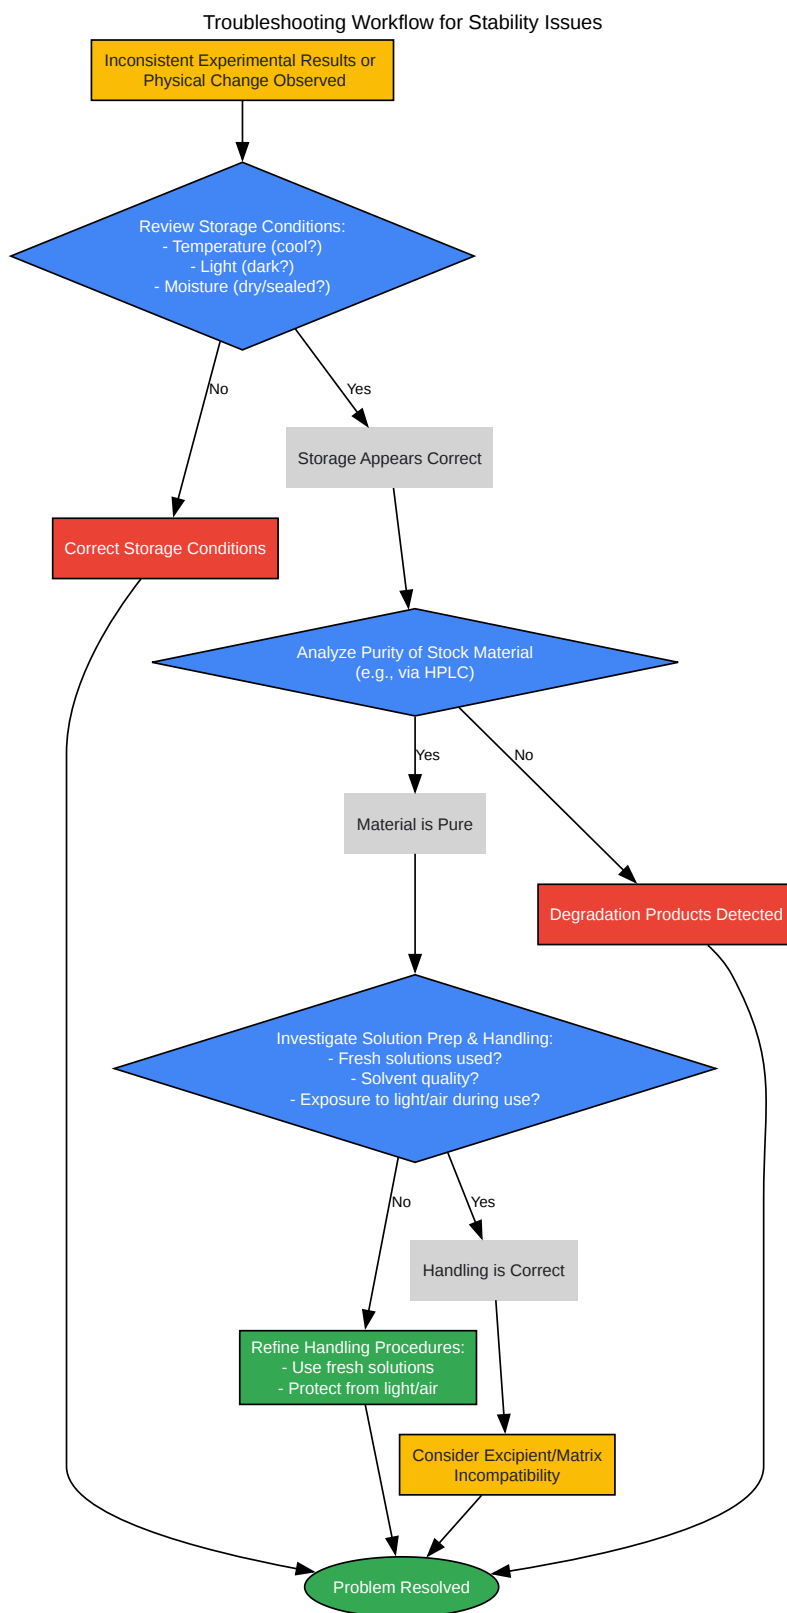 Troubleshooting Workflow for Stability Issues
Inconsistent Experimental Results or
Physical Change Observed
Review Storage Conditions:
- Temperature (cool?)
- Light (dark?)
- Moisture (dry/sealed?)
No
Yes
Storage Appears Correct
Correct Storage Conditions
Analyze Purity of Stock Material
(e.g., via HPLC)
Yes
No
Material is Pure
Degradation Products Detected
Investigate Solution Prep & Handling:
- Fresh solutions used?
- Solvent quality?
- Exposure to light/air during use?
No
Yes
Handling is Correct
Refine Handling Procedures:
- Use fresh solutions
- Protect from light/air
Consider Excipient/Matrix
Incompatibility
Problem Resolved